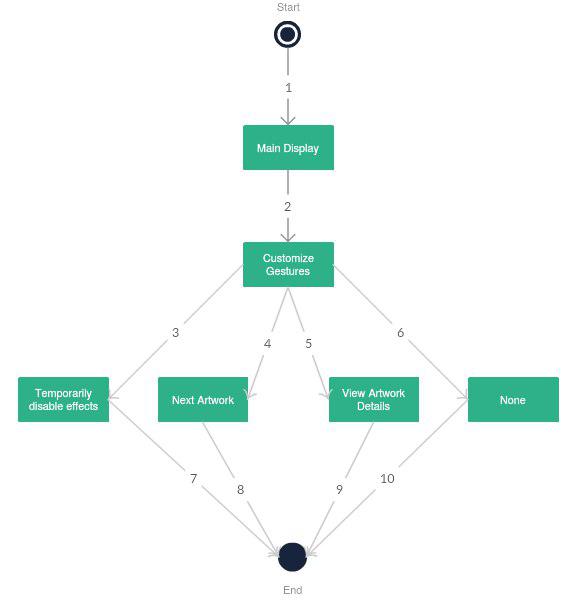 Start
1
Main Display
2
Customize
Gestures
3
4
5
6
Temporarily
disable effects
Next Artwork
View Artwork
Details
None
7
8
9
10
End